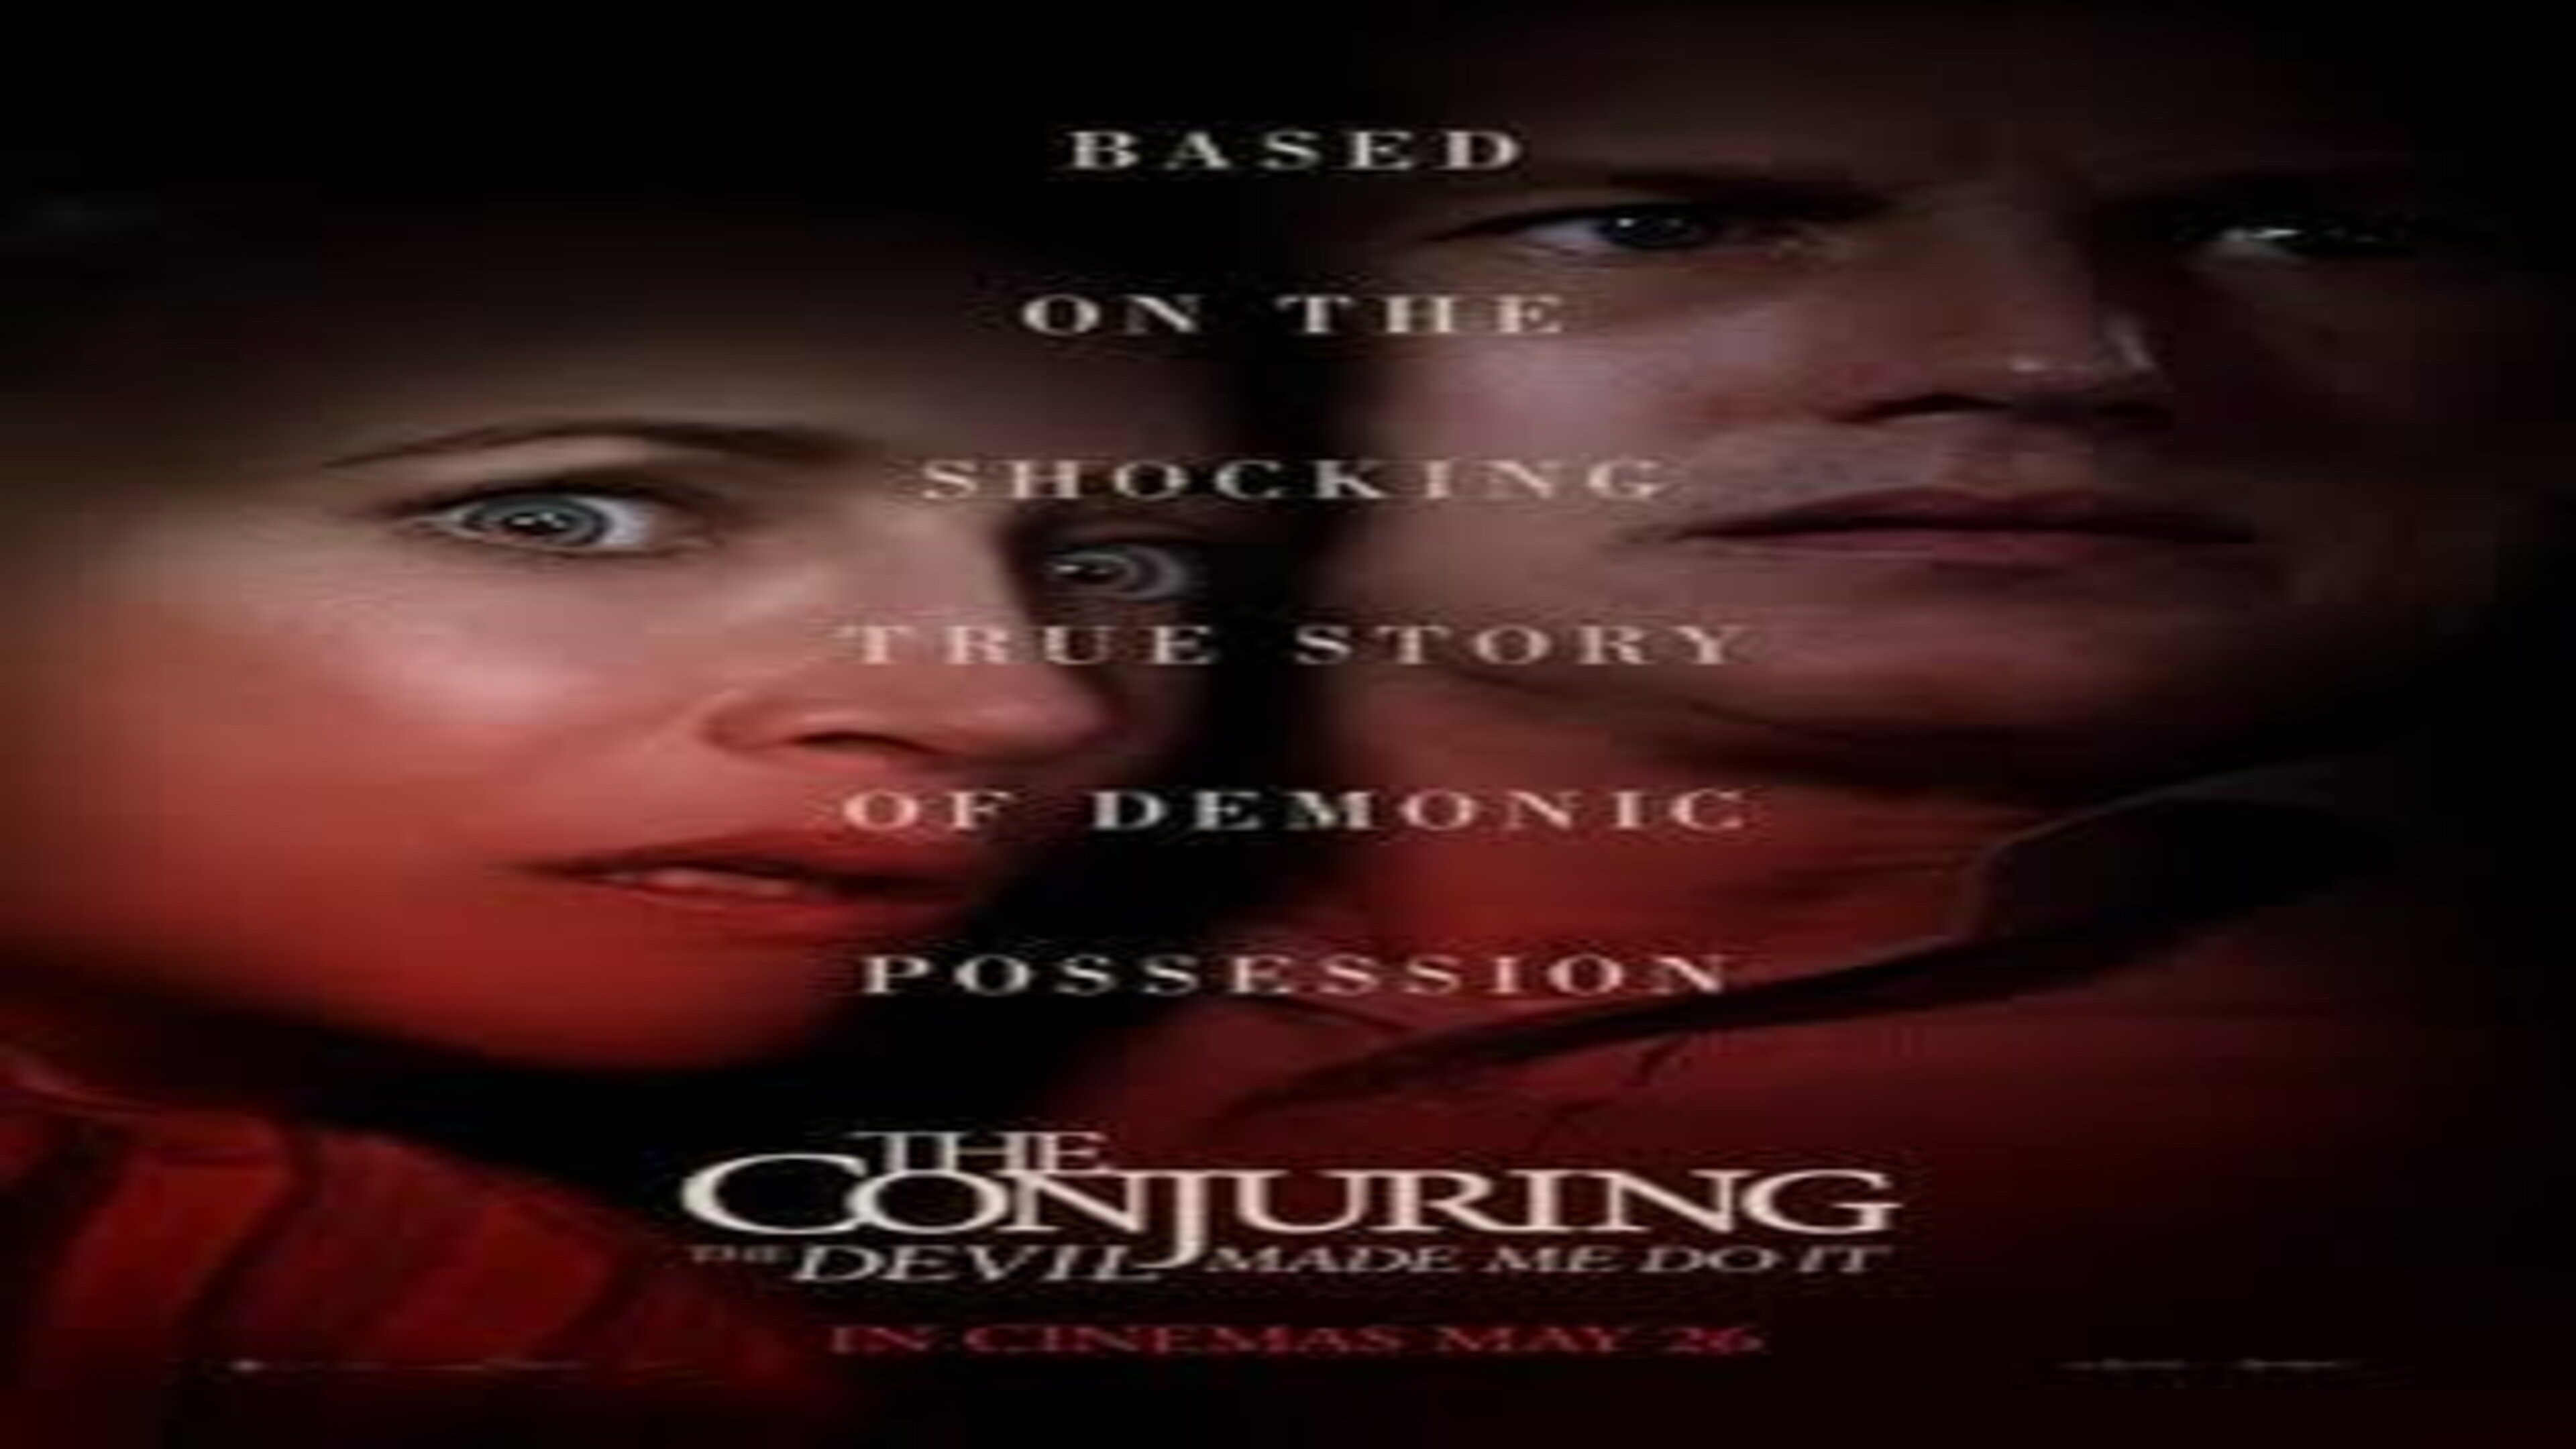 BASED
ON THE
SHOCKING
TRUE STORY
OF DEMONIC
POSSESSION
THE
CONJURING
THE DEVIL MADE ME DO IT
IN CINEMAS MAY 26